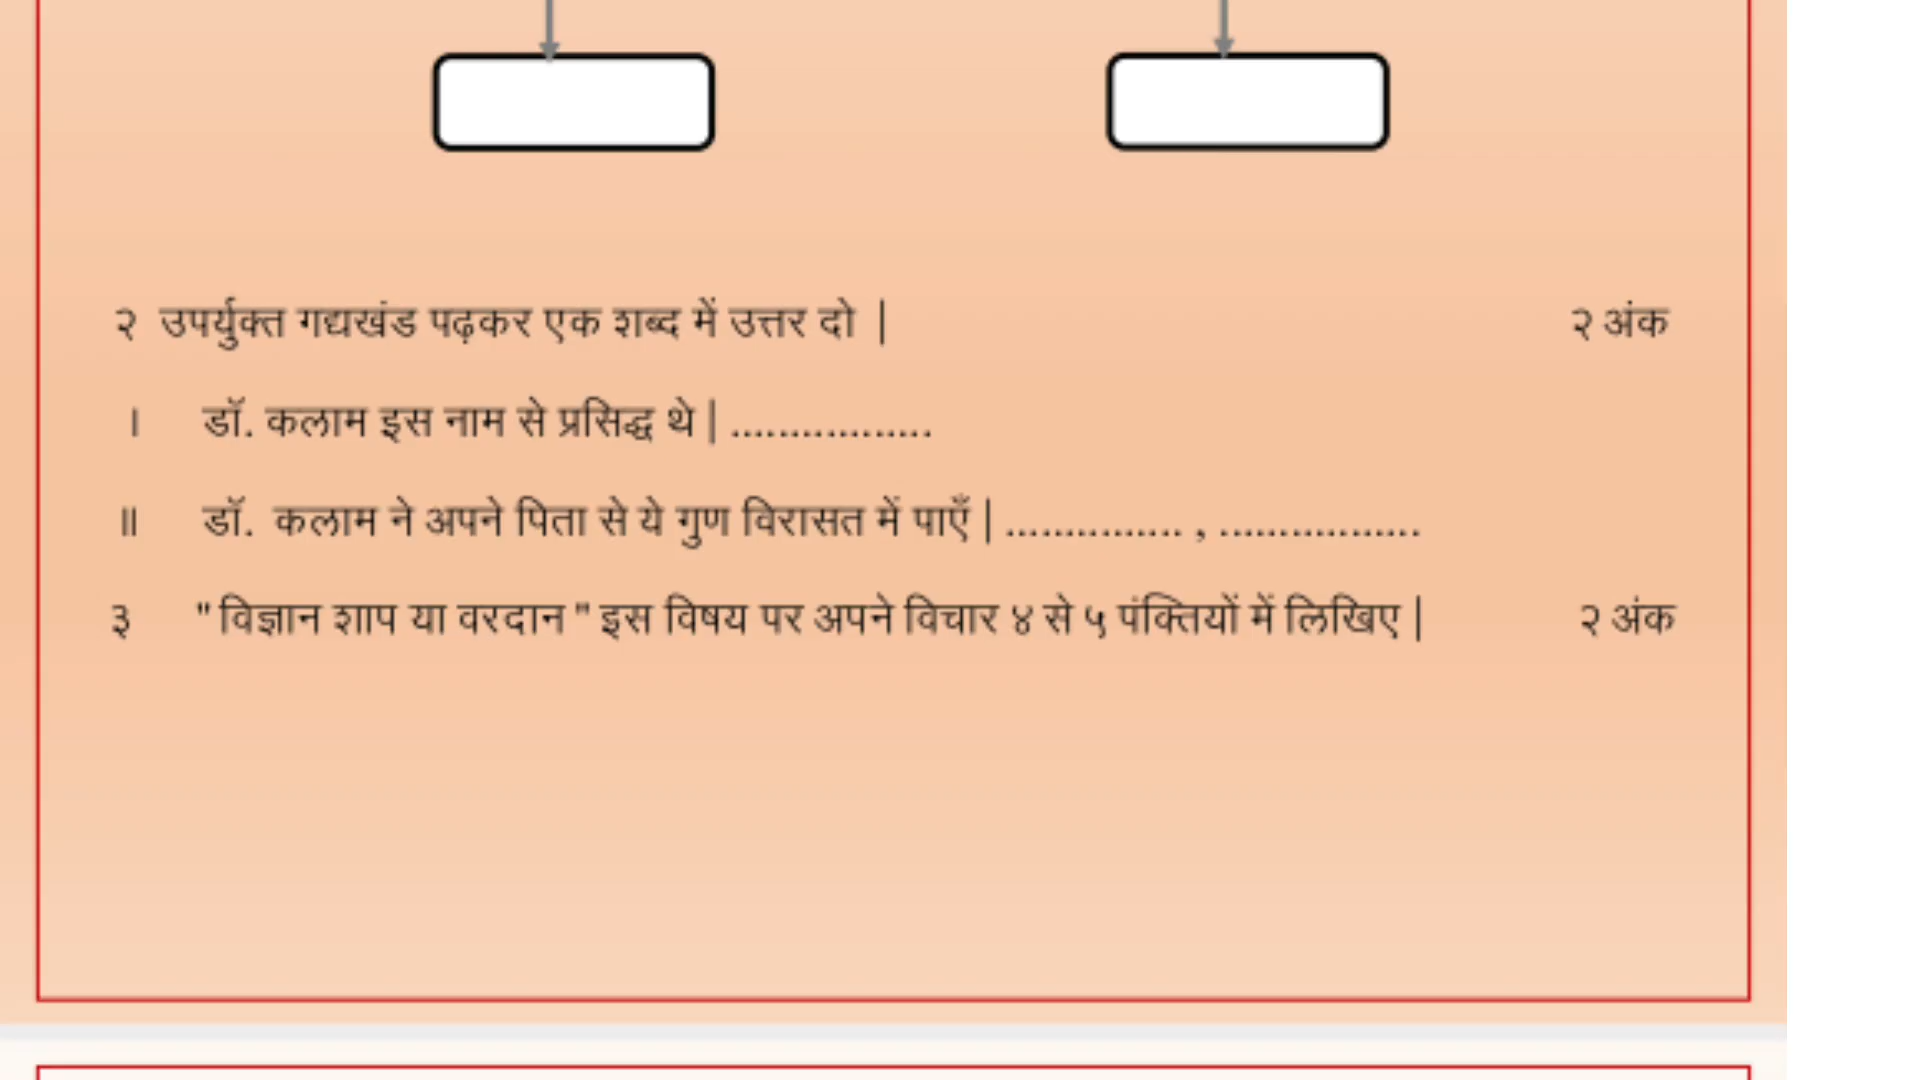 २ उपर्युक्त गद्यखंड पढ़कर एक शब्द में उत्तर दो | २ अंक
I डॉ. कलाम इस नाम से प्रसिद्ध थे | .................
II डॉ. कलाम ने अपने पिता से ये गुण विरासत में पाएँ | ............... , .................
३ " विज्ञान शाप या वरदान " इस विषय पर अपने विचार ४ से ५ पंक्तियों में लिखिए | २ अंक